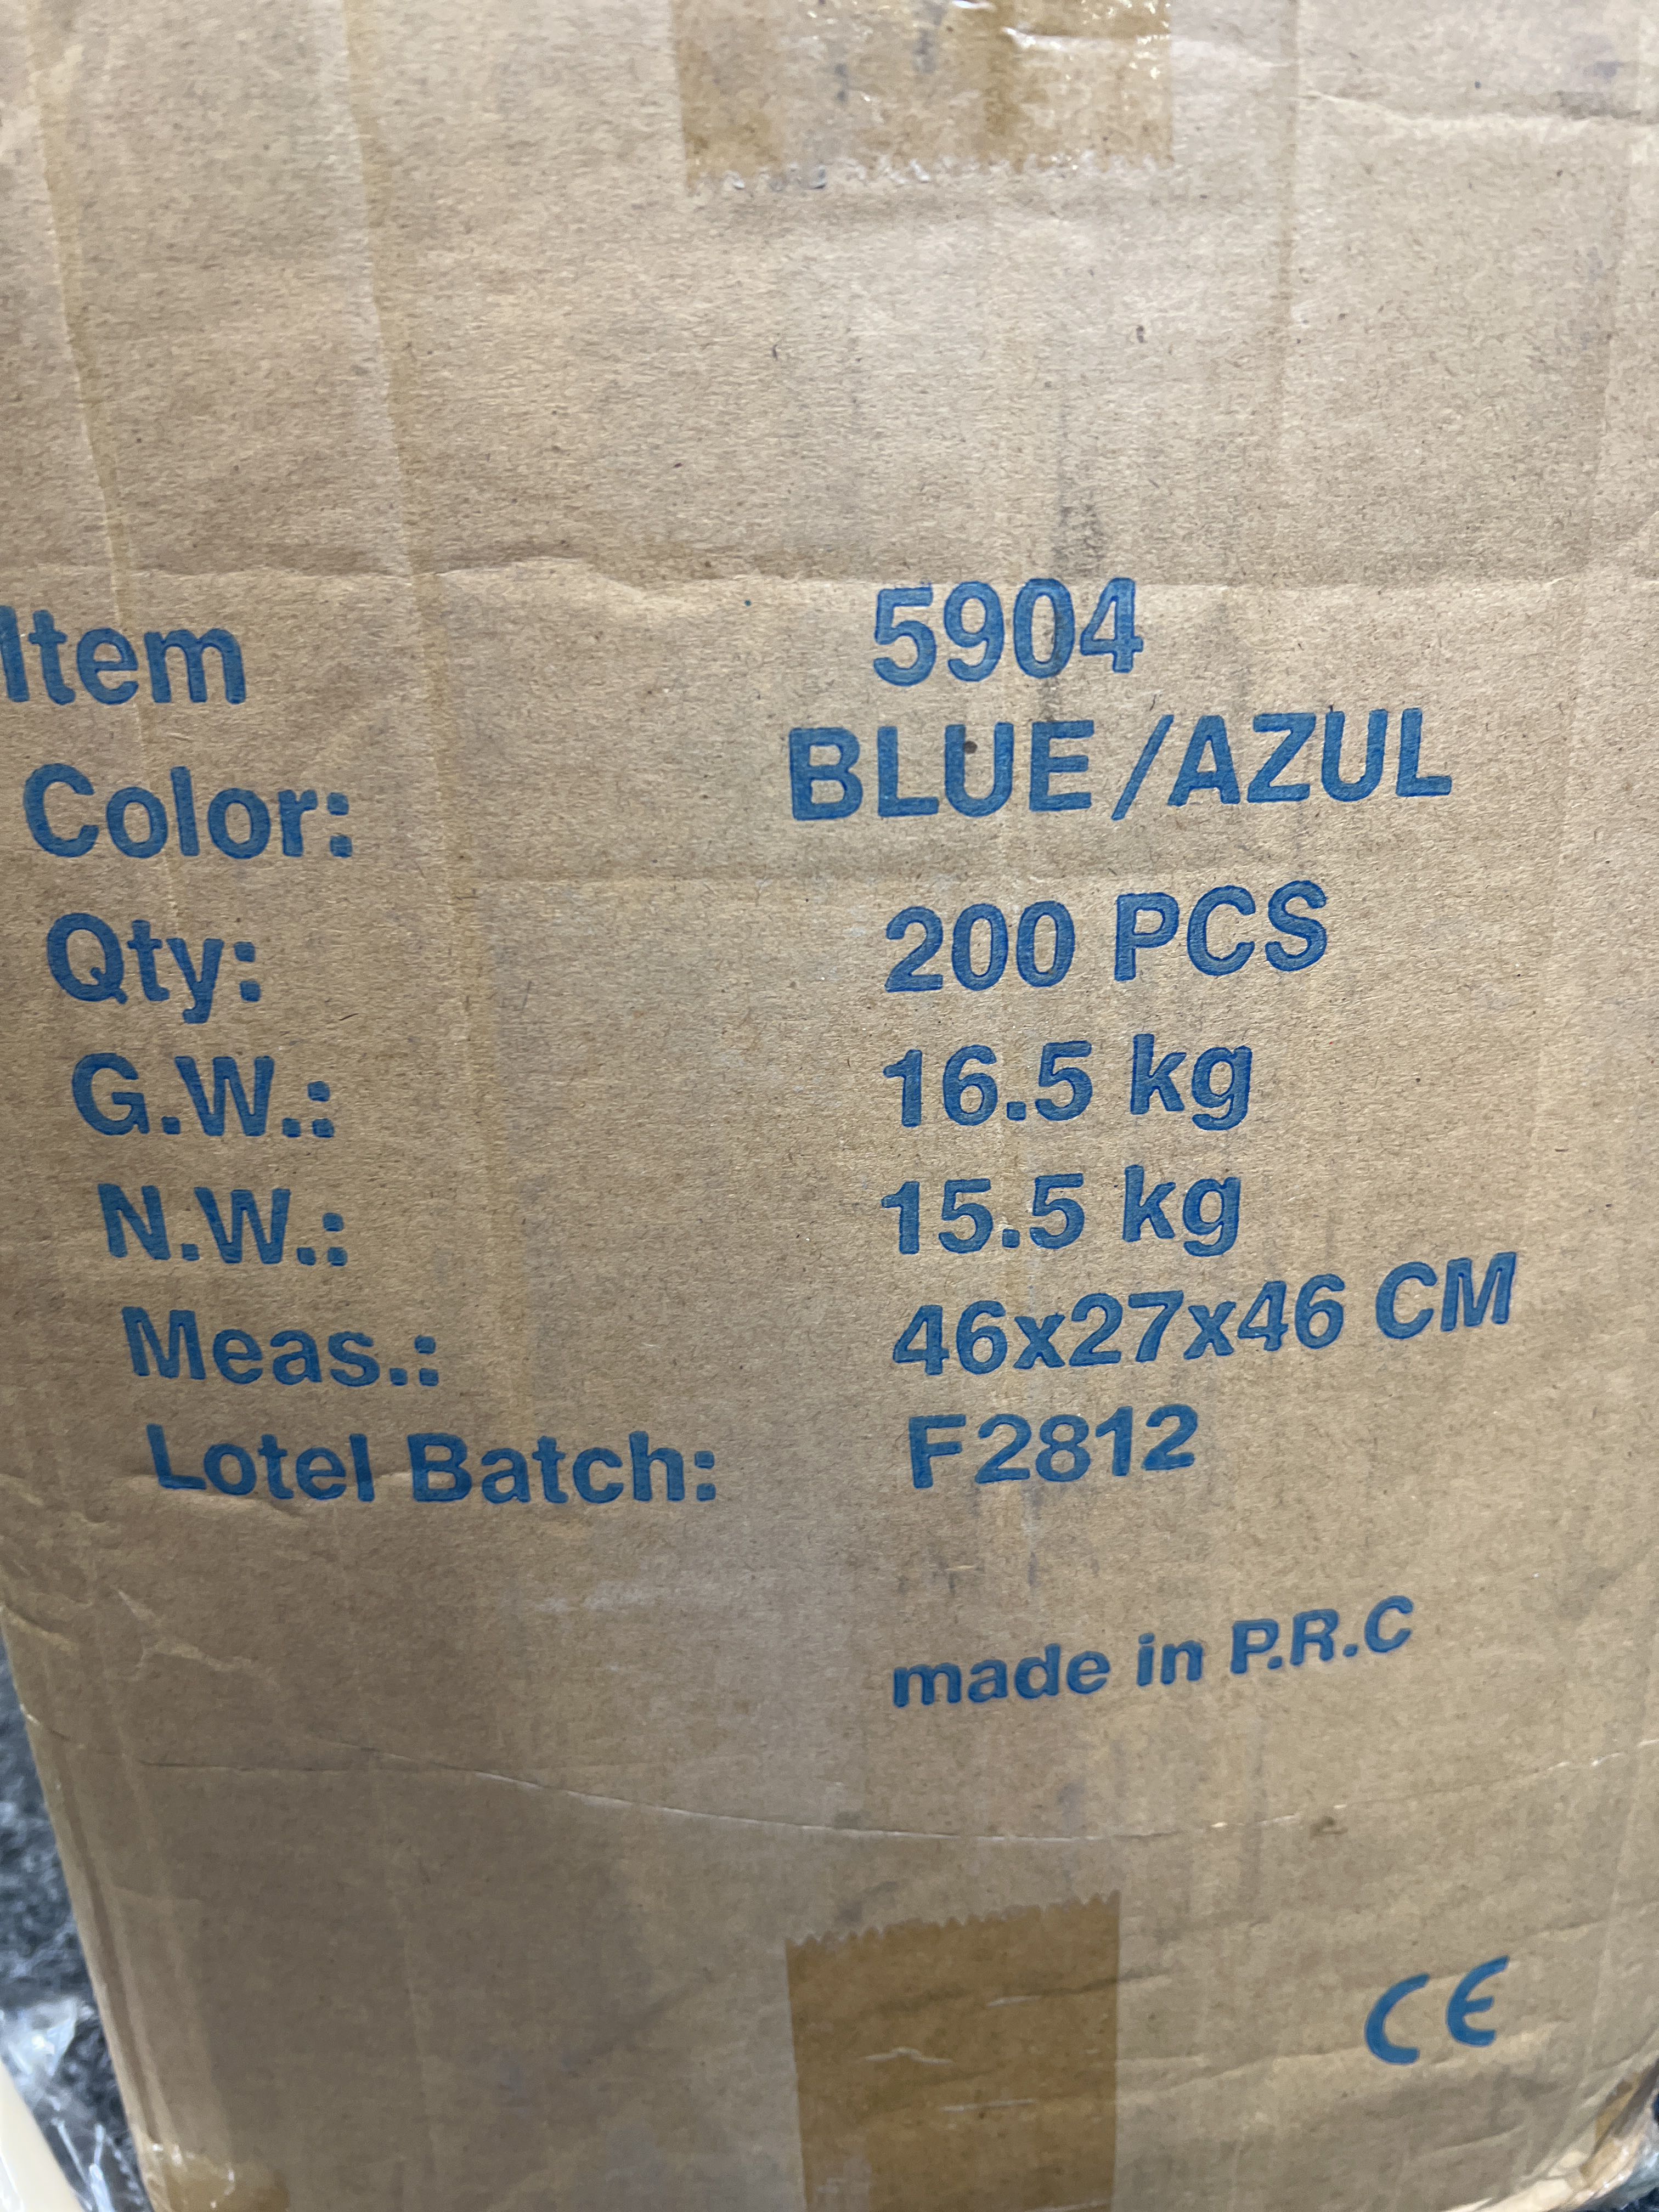 Item 5904
Color: BLUE/AZUL
Qty: 200 PCS
G.W.: 16.5 kg
N.W.: 15.5 kg
Meas.: 46x27x46 CM
Lotel Batch: F2812
made in P.R.C
CE